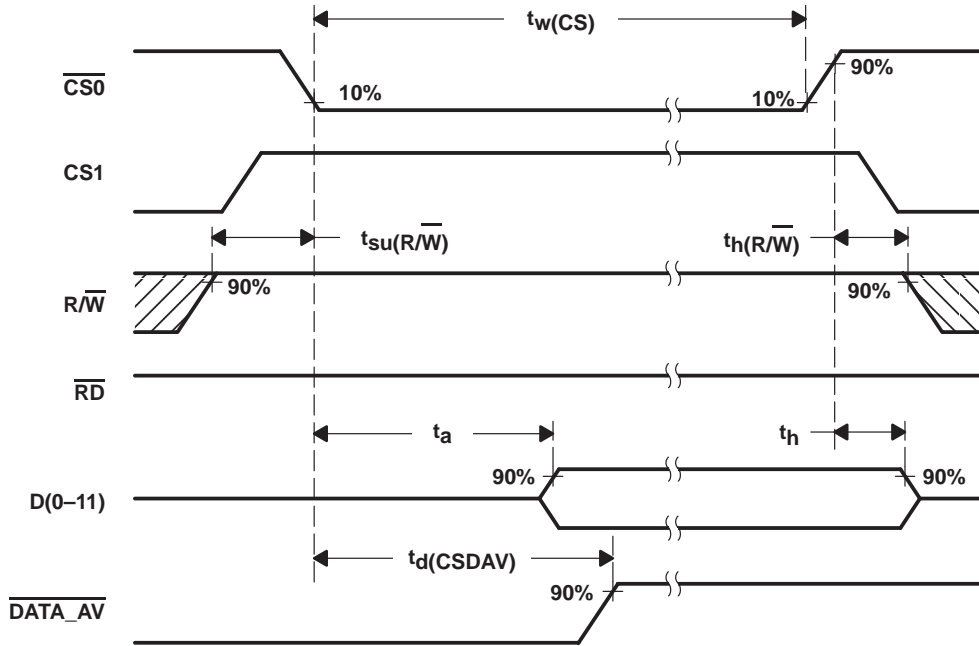 tw(CS)
CS0
10%
10%
90%
CS1
tsu(R/W)
th(R/W)
R/W
90%
90%
RD
ta
th
D(0–11)
90%
90%
td(CSDAV)
DATA_AV
90%